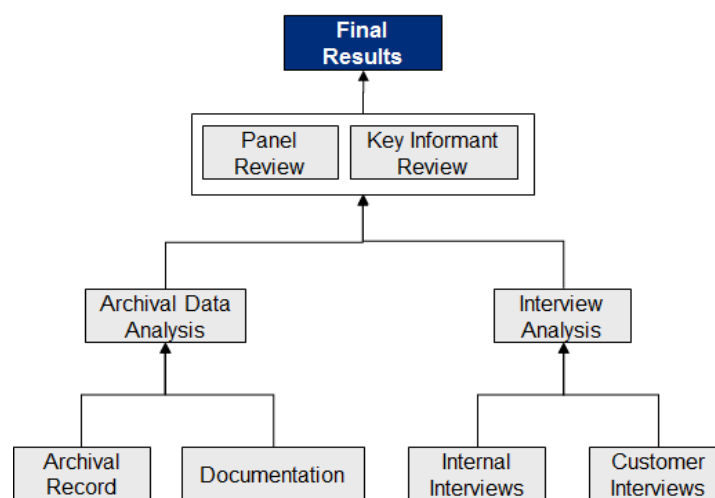 Final
Results
Panel
Review
Key Informant
Review
Archival Data
Analysis
Interview
Analysis
Archival
Record
Documentation
Internal
Interviews
Customer
Interviews